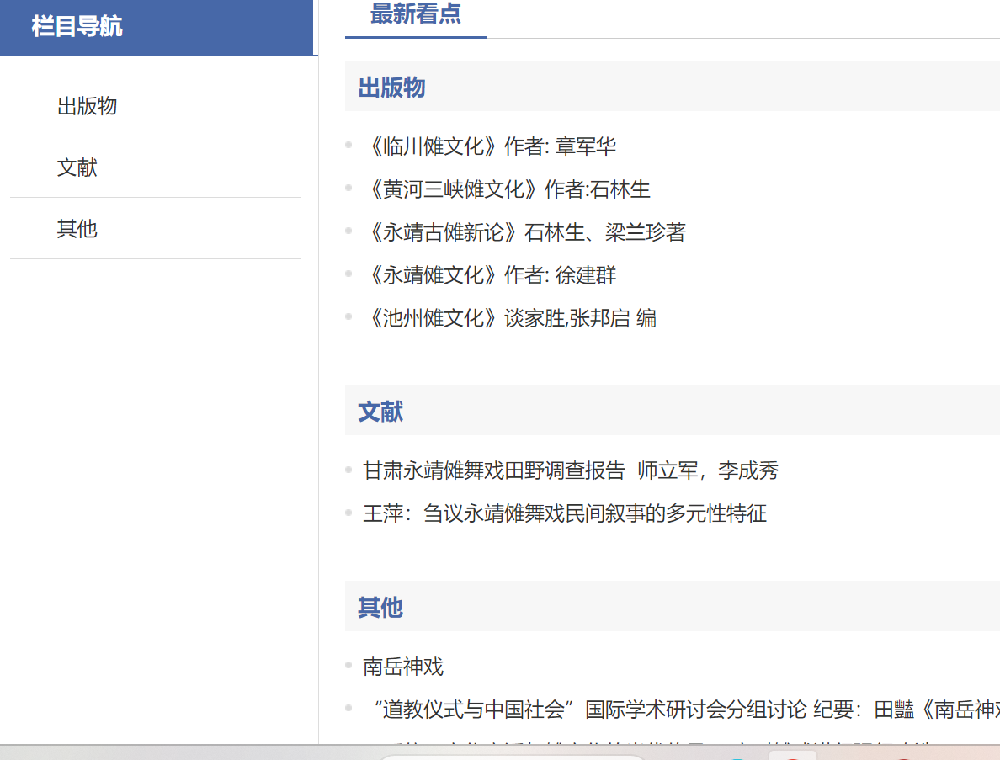 栏目导航
出版物
文献
其他
最新看点
出版物
《临川傩文化》作者: 章军华
《黄河三峡傩文化》作者:石林生
《永靖古傩新论》石林生、梁兰珍著
《永靖傩文化》作者: 徐建群
《池州傩文化》谈家胜,张邦启 编
文献
甘肃永靖傩舞戏田野调查报告  师立军，李成秀
王萍：刍议永靖傩舞戏民间叙事的多元性特征
其他
南岳神戏
“道教仪式与中国社会”国际学术研讨会分组讨论 纪要：田豔《南岳神